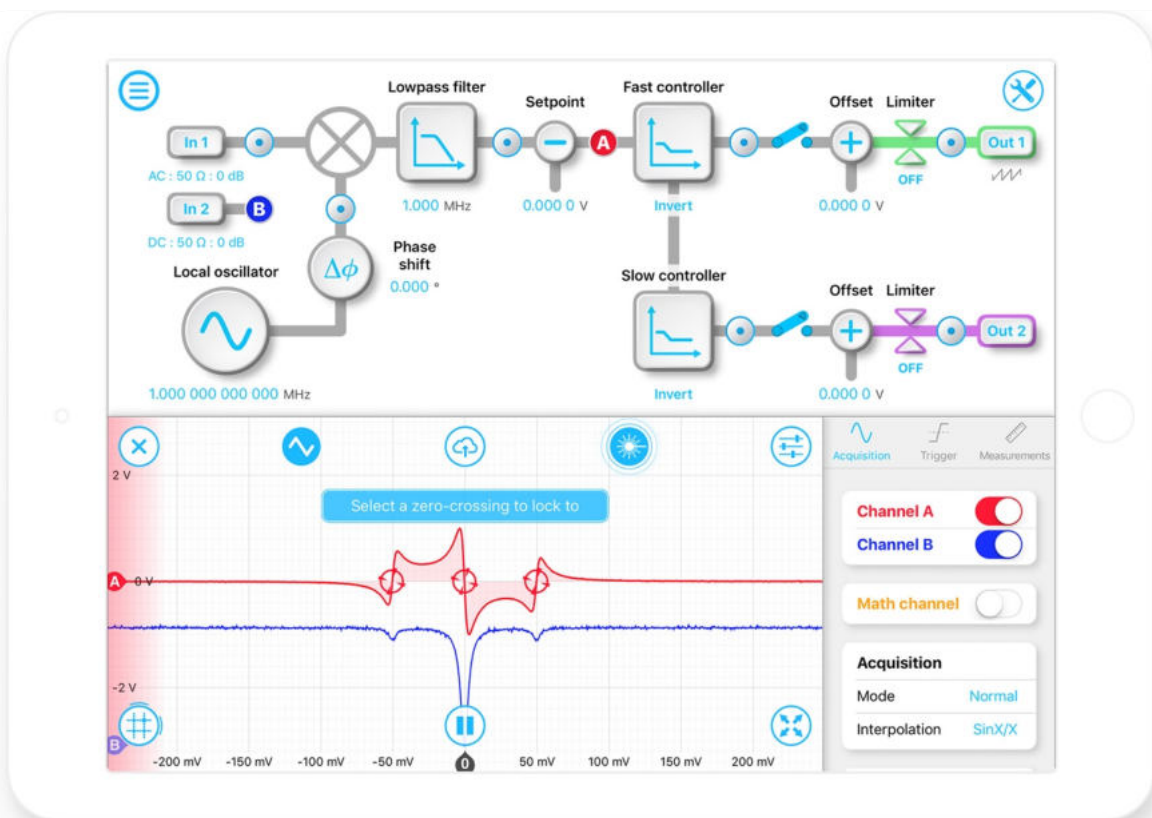 Lowpass filter
Setpoint
Fast controller
Offset
Limiter
In 1
A
Out 1
AC : 50 Ω : 0 dB
OFF
In 2
B
1.000 MHz
0.000 0 V
Invert
0.000 0 V
DC : 50 Ω : 0 dB
Phase
shift
Δϕ
0.000 °
Local oscillator
Slow controller
Offset
Limiter
Out 2
OFF
1.000 000 000 000 MHz
Invert
0.000 0 V
Acquisition
Trigger
Measurements
2 V
Select a zero-crossing to lock to
A
0 V
-2 V
B
-200 mV
-150 mV
-100 mV
-50 mV
0
50 mV
100 mV
150 mV
200 mV
Channel A
Channel B
Math channel
Acquisition
Mode
Normal
Interpolation
SinX/X